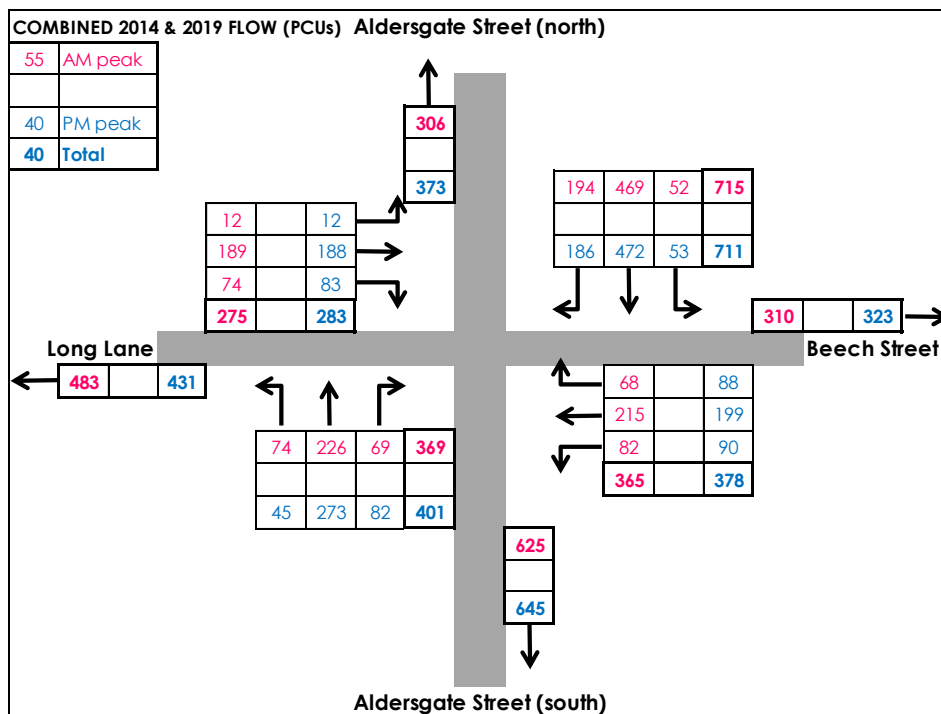 COMBINED 2014 & 2019 FLOW (PCUs) Aldersgate Street (north)
55 AM peak
40 PM peak
40 Total
306
373
194 469 52 715
186 472 53 711
12 12
189 188
74 83
275 283
310 323
Long Lane
Beech Street
483 431
68 88
215 199
82 90
365 378
74 226 69 369
45 273 82 401
625
645
Aldersgate Street (south)